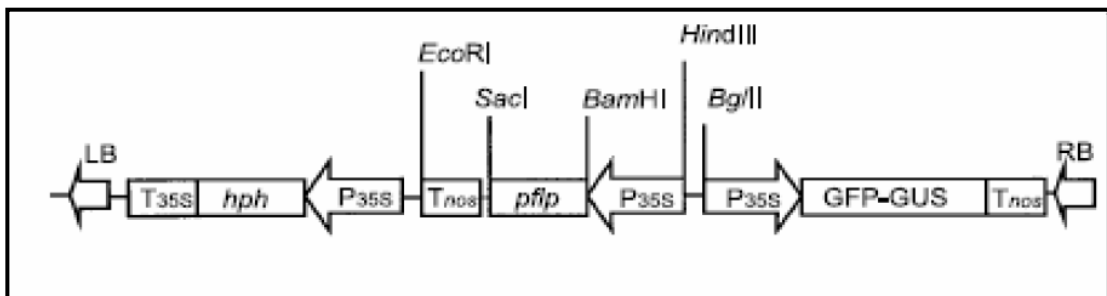 HindIII
EcoRI
SacI BamHI BglII
LB RB
T35S hph P35S Tnos pflp P35S P35S GFP-GUS Tnos